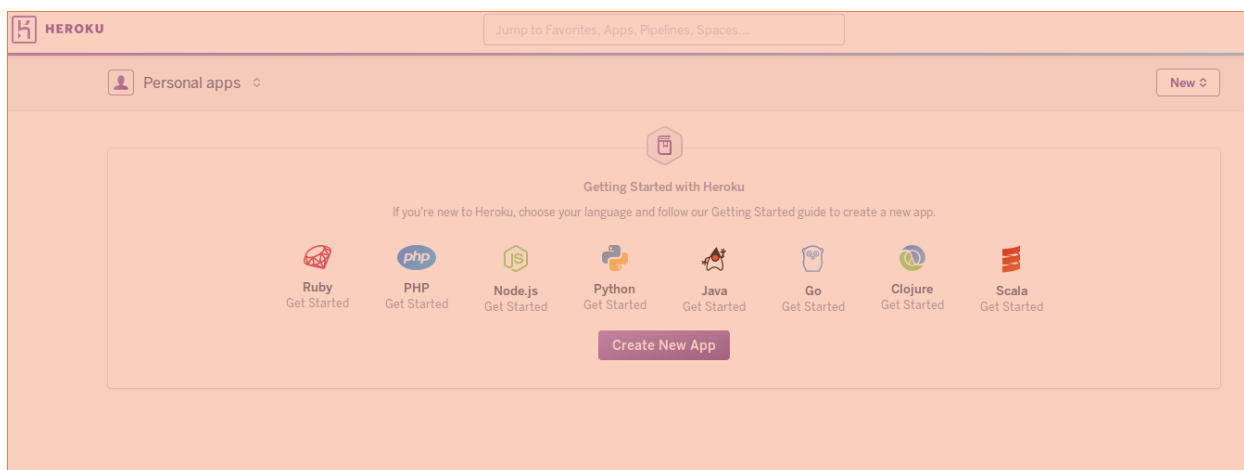 HEROKU
Jump to Favorites, Apps, Pipelines, Spaces...
Personal apps
New
Getting Started with Heroku
If you're new to Heroku, choose your language and follow our Getting Started guide to create a new app.
php
JS
Ruby PHP Node.js Python Java Go Clojure Scala
Get Started Get Started Get Started Get Started Get Started Get Started Get Started Get Started
Create New App